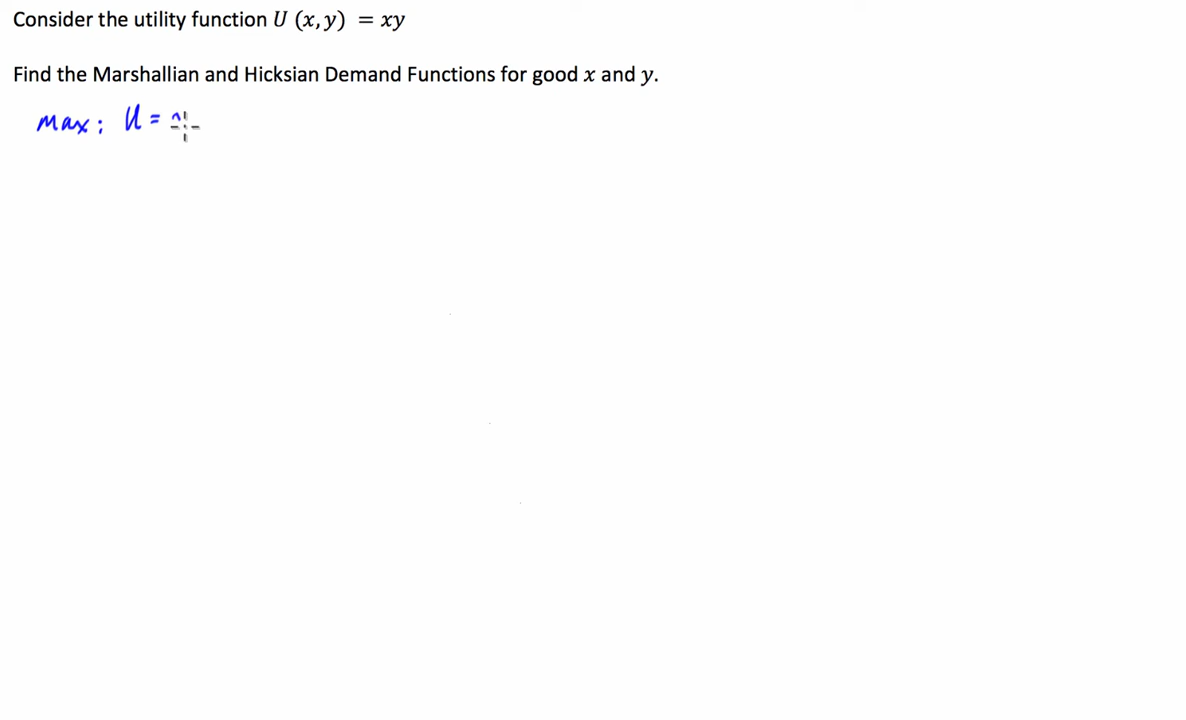 Consider the utility function U (x, y) = xy
Find the Marshallian and Hicksian Demand Functions for good x and y.
max: U =